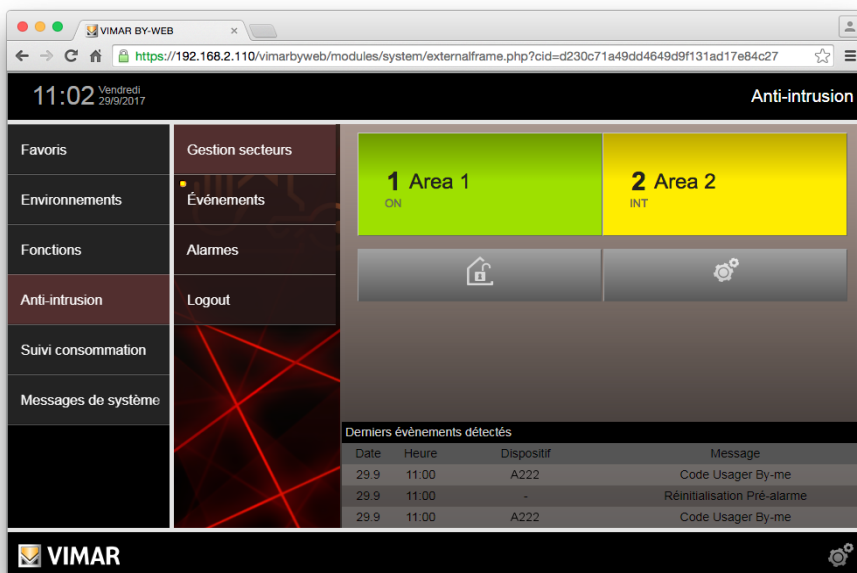 VIMAR BY-WEB
https://192.168.2.110/vimarbyweb/modules/system/externalframe.php?cid=d230c71a49dd4649d9f131ad17e84c27
11:02 Vendredi 29/9/2017
Anti-intrusion
Favoris
Environnements
Fonctions
Anti-intrusion
Suivi consommation
Messages de système
Gestion secteurs
Événements
Alarmes
Logout
1 Area 1
ON
2 Area 2
INT
Derniers évènements détectés
Date Heure Dispositif Message
29.9 11:00 A222 Code Usager By-me
29.9 11:00 - Réinitialisation Pré-alarme
29.9 11:00 A222 Code Usager By-me
VIMAR